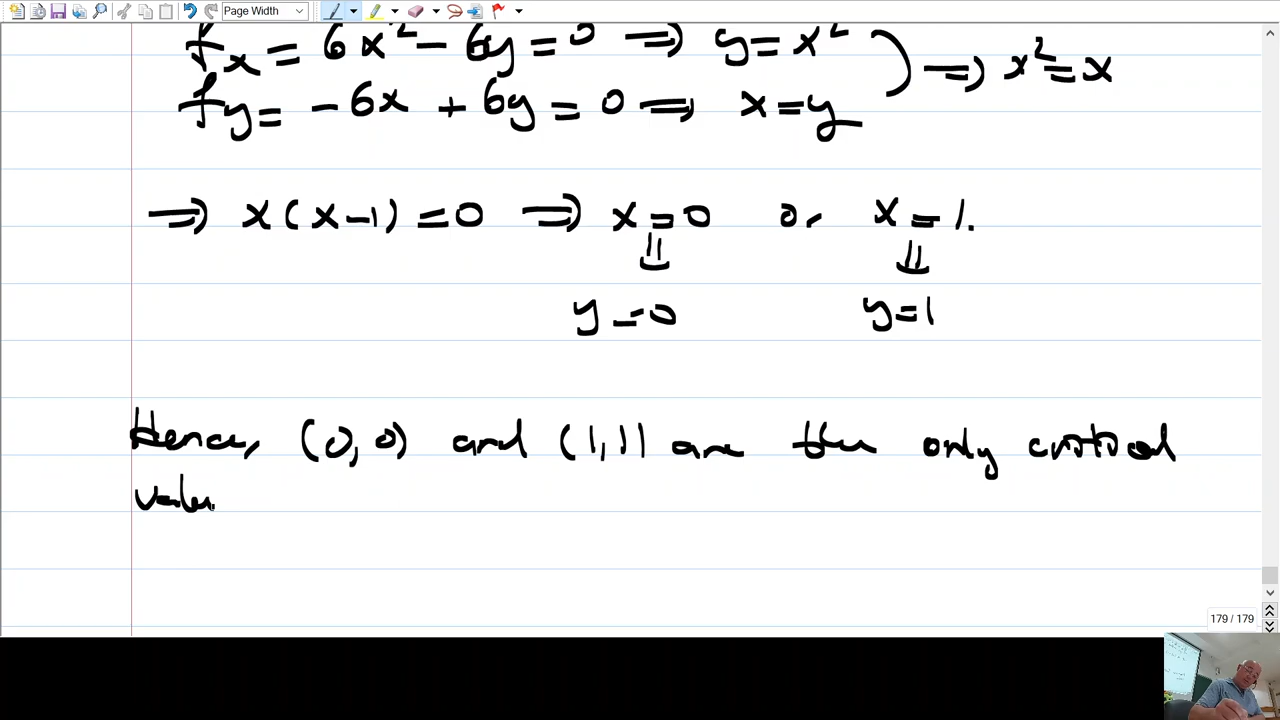 Page Width
fx = 6x² - 6y = 0 ⟹ y = x²
⟹ x² = x
fy = -6x + 6y = 0 ⟹ x = y
⟹ x(x-1) = 0 ⟹ x = 0 or x = 1.
⇓ ⇓
y = 0 y = 1
Hence, (0,0) and (1,1) are the only critical
value
179 / 179